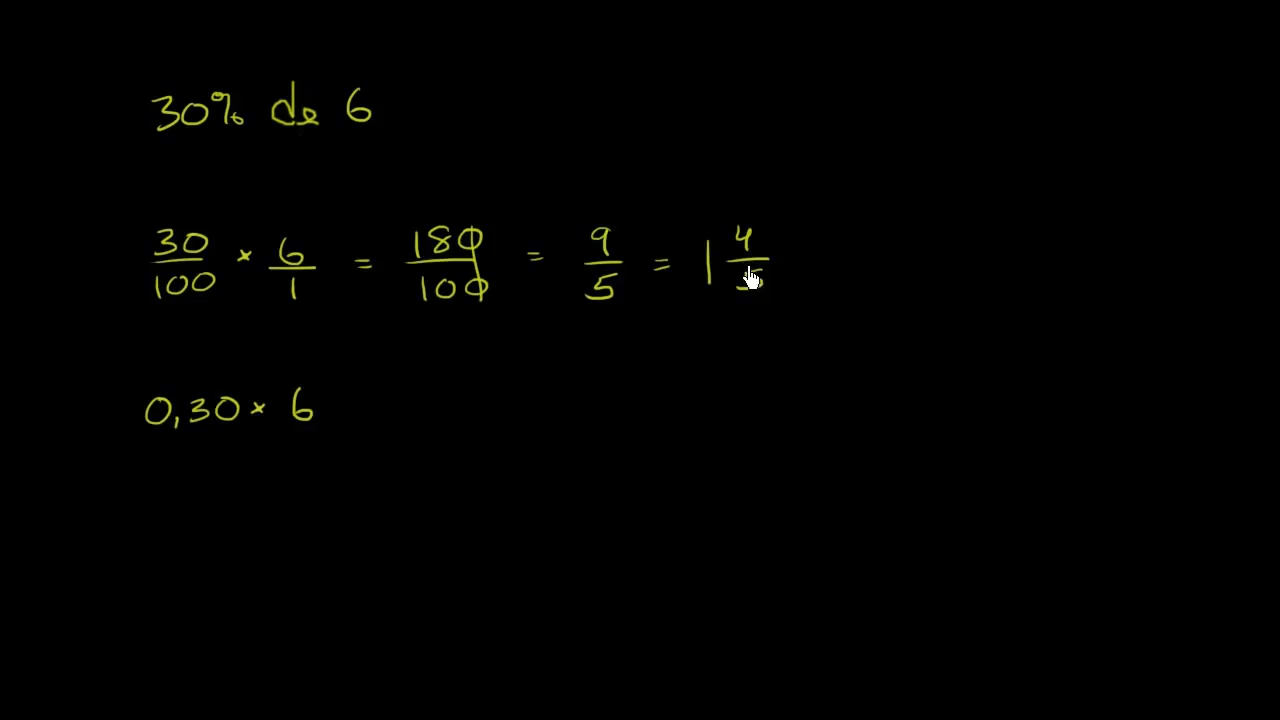 30% de 6
30/100 × 6/1 = 180/100 = 9/5 = 1 4/5
0,30 × 6